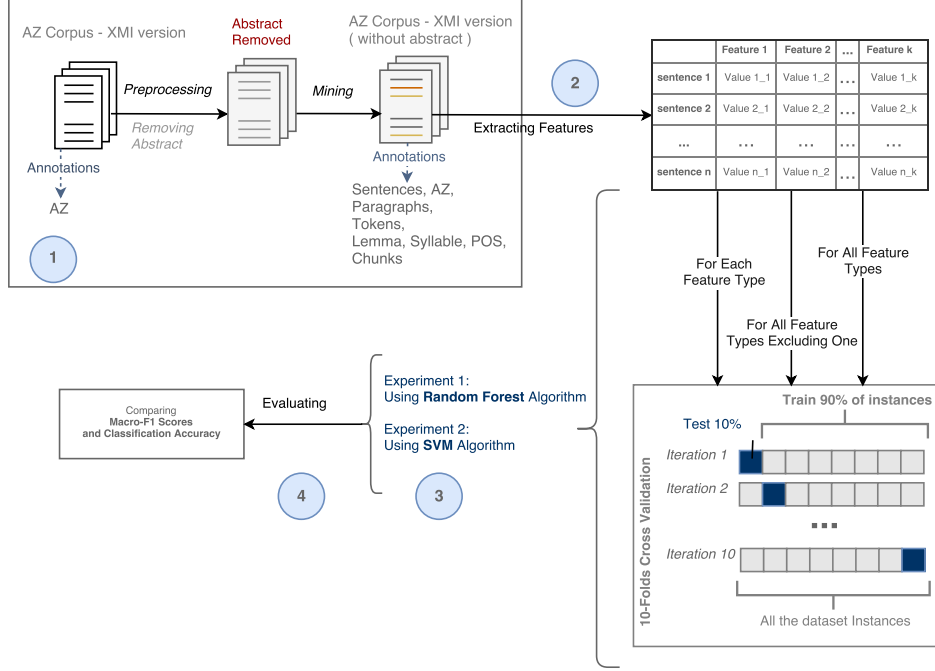 AZ Corpus - XMI version
Abstract
Removed
AZ Corpus - XMI version
( without abstract )
Preprocessing
Removing
Abstract
Mining
Annotations
AZ
Annotations
Sentences, AZ,
Paragraphs,
Tokens,
Lemma, Syllable, POS,
Chunks
1
2
Extracting Features
Feature 1 Feature 2 ... Feature k
sentence 1 Value 1_1 Value 1_2 ... Value 1_k
sentence 2 Value 2_1 Value 2_2 ... Value 2_k
... ... ... ... ...
sentence n Value n_1 Value n_2 ... Value n_k
For Each
Feature Type
For All Feature
Types Excluding One
For All Feature
Types
Comparing
Macro-F1 Scores
and Classification Accuracy
Evaluating
4
Experiment 1:
Using Random Forest Algorithm
Experiment 2:
Using SVM Algorithm
3
10-Folds Cross Validation
Train 90% of instances
Test 10%
Iteration 1
Iteration 2
...
Iteration 10
All the dataset Instances